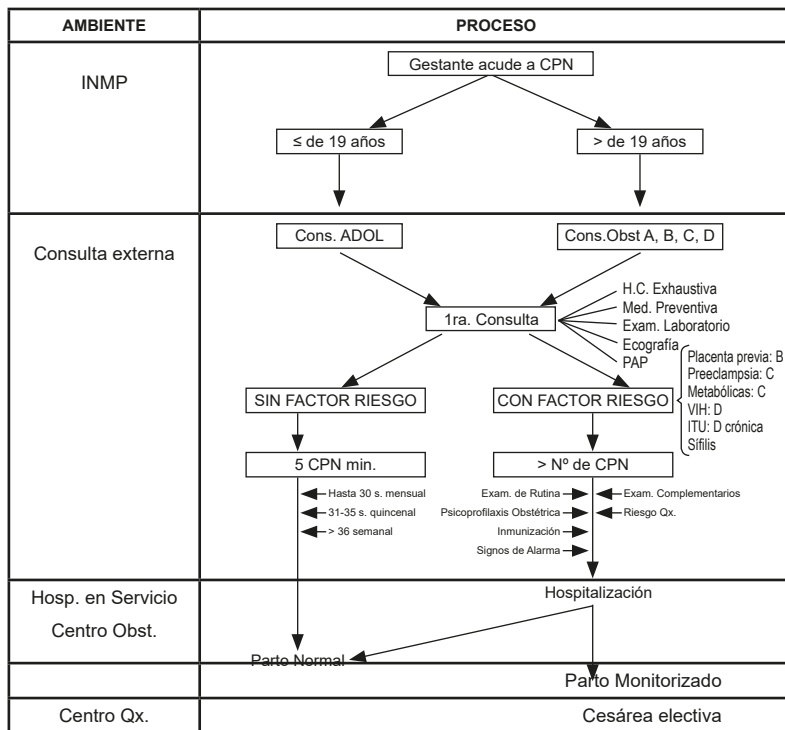 AMBIENTE
PROCESO
INMP
Gestante acude a CPN
≤ de 19 años
> de 19 años
Consulta externa
Cons. ADOL
Cons.Obst A, B, C, D
1ra. Consulta
H.C. Exhaustiva
Med. Preventiva
Exam. Laboratorio
Ecografía
PAP
SIN FACTOR RIESGO
CON FACTOR RIESGO
Placenta previa: B
Preeclampsia: C
Metabólicas: C
VIH: D
ITU: D crónica
Sífilis
5 CPN min.
> Nº de CPN
Hasta 30 s. mensual
31-35 s. quincenal
> 36 semanal
Exam. de Rutina
Psicoprofilaxis Obstétrica
Inmunización
Signos de Alarma
Exam. Complementarios
Riesgo Qx.
Hosp. en Servicio
Centro Obst.
Hospitalización
Parto Normal
Parto Monitorizado
Centro Qx.
Cesárea electiva